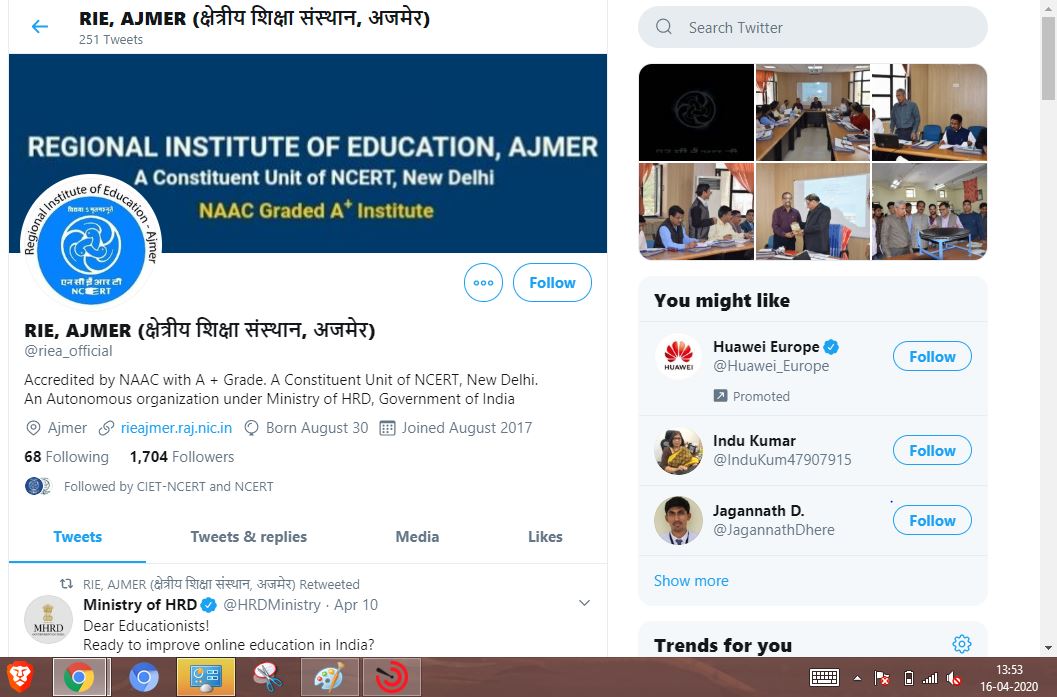 RIE, AJMER (क्षेत्रीय शिक्षा संस्थान, अजमेर)
251 Tweets
REGIONAL INSTITUTE OF EDUCATION, AJMER
A Constituent Unit of NCERT, New Delhi
NAAC Graded A+ Institute
Regional Institute of Education - Ajmer
विद्यया ऽ मृतमश्नुते
एन सी ई आर टी
NCERT
Follow
RIE, AJMER (क्षेत्रीय शिक्षा संस्थान, अजमेर)
@riea_official
Accredited by NAAC with A + Grade. A Constituent Unit of NCERT, New Delhi.
An Autonomous organization under Ministry of HRD, Government of India
Ajmer rieajmer.raj.nic.in Born August 30 Joined August 2017
68 Following 1,704 Followers
Followed by CIET-NCERT and NCERT
Tweets Tweets & replies Media Likes
RIE, AJMER (क्षेत्रीय शिक्षा संस्थान, अजमेर) Retweeted
Ministry of HRD @HRDMinistry · Apr 10
MHRD
Dear Educationists!
Ready to improve online education in India?
Search Twitter
एन सी ई आर टी
You might like
HUAWEI
Huawei Europe
@Huawei_Europe
Follow
Promoted
Indu Kumar
@InduKum47907915
Follow
Jagannath D.
@JagannathDhere
Follow
Show more
Trends for you
13:53
16-04-2020